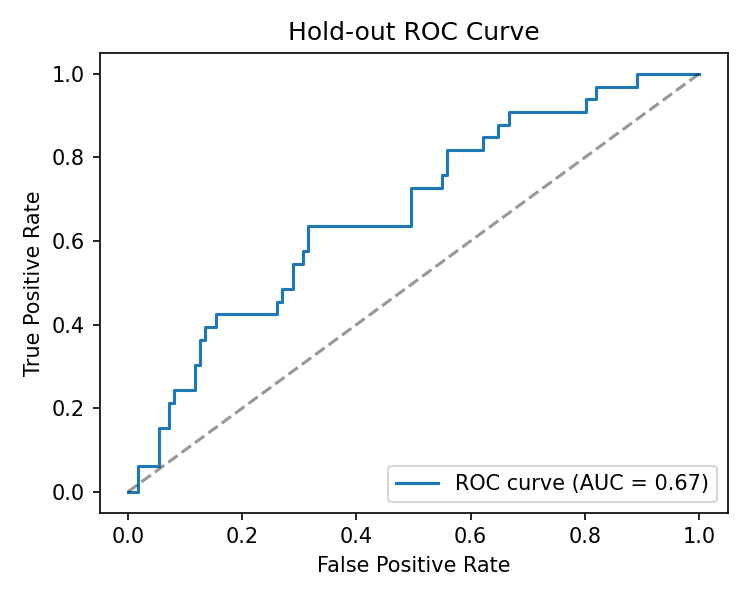 Hold-out ROC Curve
True Positive Rate
1.0
0.8
0.6
0.4
0.2
0.0
ROC curve (AUC = 0.67)
0.0 0.2 0.4 0.6 0.8 1.0
False Positive Rate